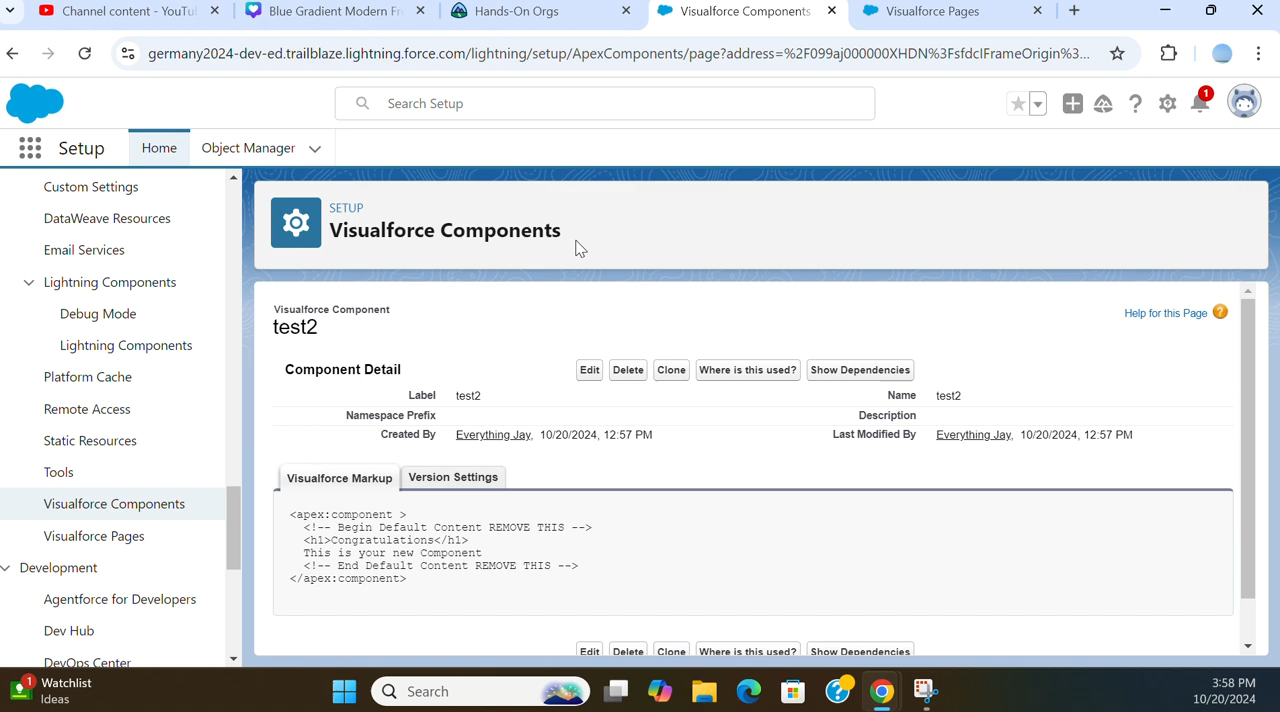 Channel content - YouTu
Blue Gradient Modern Fr
Hands-On Orgs
Visualforce Components
Visualforce Pages
germany2024-dev-ed.trailblaze.lightning.force.com/lightning/setup/ApexComponents/page?address=%2F099aj000000XHDN%3FsfdcIFrameOrigin%3...
Search Setup
1
Setup
Home
Object Manager
Custom Settings
DataWeave Resources
Email Services
Lightning Components
Debug Mode
Lightning Components
Platform Cache
Remote Access
Static Resources
Tools
Visualforce Components
Visualforce Pages
Development
Agentforce for Developers
Dev Hub
DevOps Center
SETUP
Visualforce Components
Visualforce Component
test2
Help for this Page ?
Component Detail
Edit Delete Clone Where is this used? Show Dependencies
Label test2 Name test2
Namespace Prefix Description
Created By Everything Jay, 10/20/2024, 12:57 PM Last Modified By Everything Jay, 10/20/2024, 12:57 PM
Visualforce Markup Version Settings
<apex:component >
<!-- Begin Default Content REMOVE THIS -->
<h1>Congratulations</h1>
This is your new Component
<!-- End Default Content REMOVE THIS -->
</apex:component>
Edit Delete Clone Where is this used? Show Dependencies
1
Watchlist
Ideas
Search
3:58 PM
10/20/2024